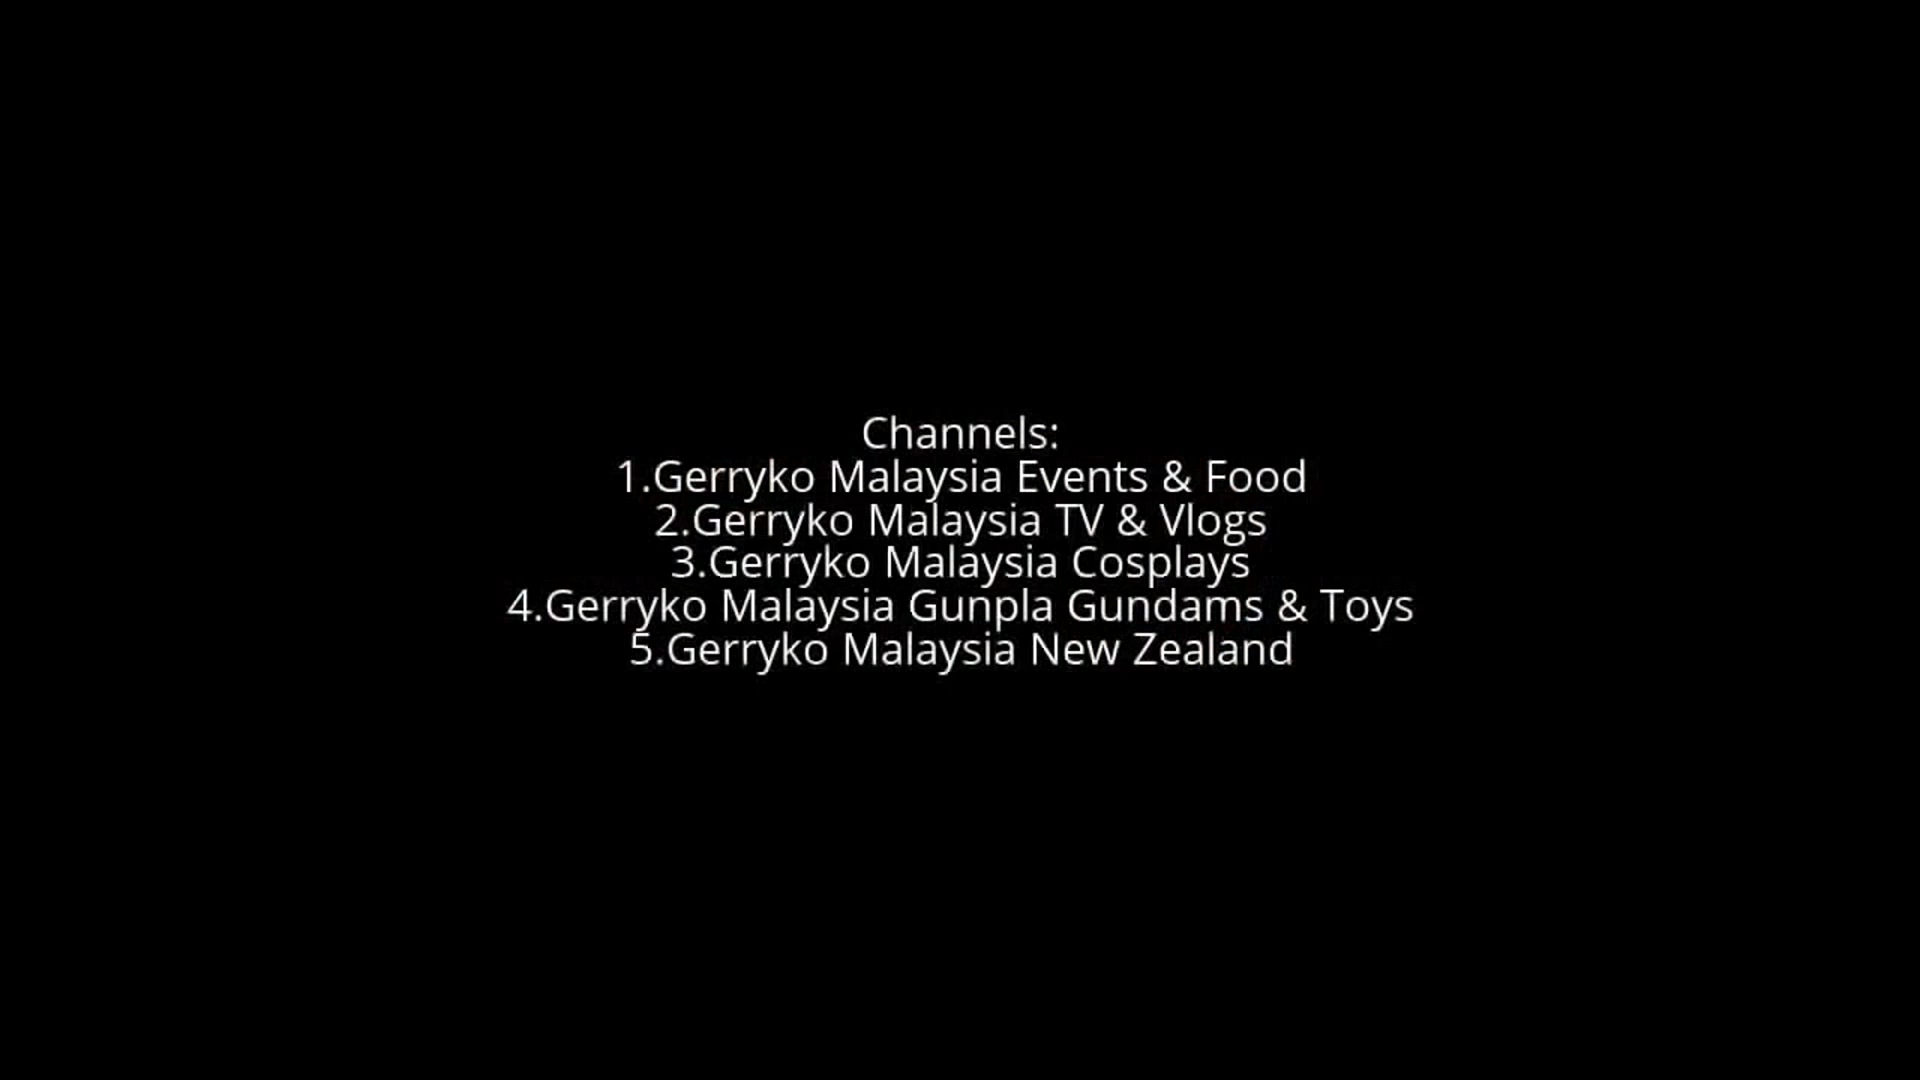 Channels:
1.Gerryko Malaysia Events & Food
2.Gerryko Malaysia TV & Vlogs
3.Gerryko Malaysia Cosplays
4.Gerryko Malaysia Gunpla Gundams & Toys
5.Gerryko Malaysia New Zealand